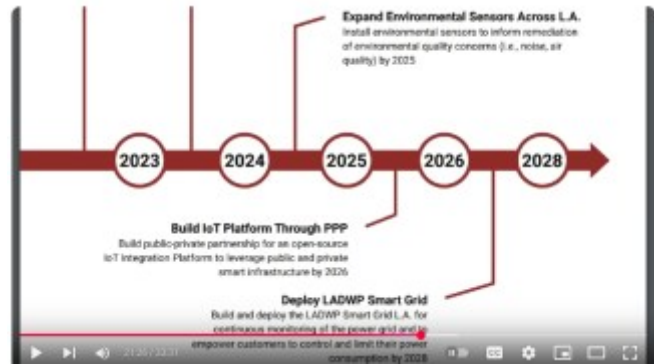 Expand Environmental Sensors Across L.A.
Install environmental sensors to inform remediation
of environmental quality concerns (i.e., noise, air
quality) by 2025
2023 2024 2025 2026 2028
Build IoT Platform Through PPP
Build public-private partnership for an open-source
IoT Integration Platform to leverage public and private
smart infrastructure by 2026
Deploy LADWP Smart Grid
Build and deploy the LADWP Smart Grid L.A. for
continuous monitoring of the power grid and to
empower customers to control and limit their power
consumption by 2028